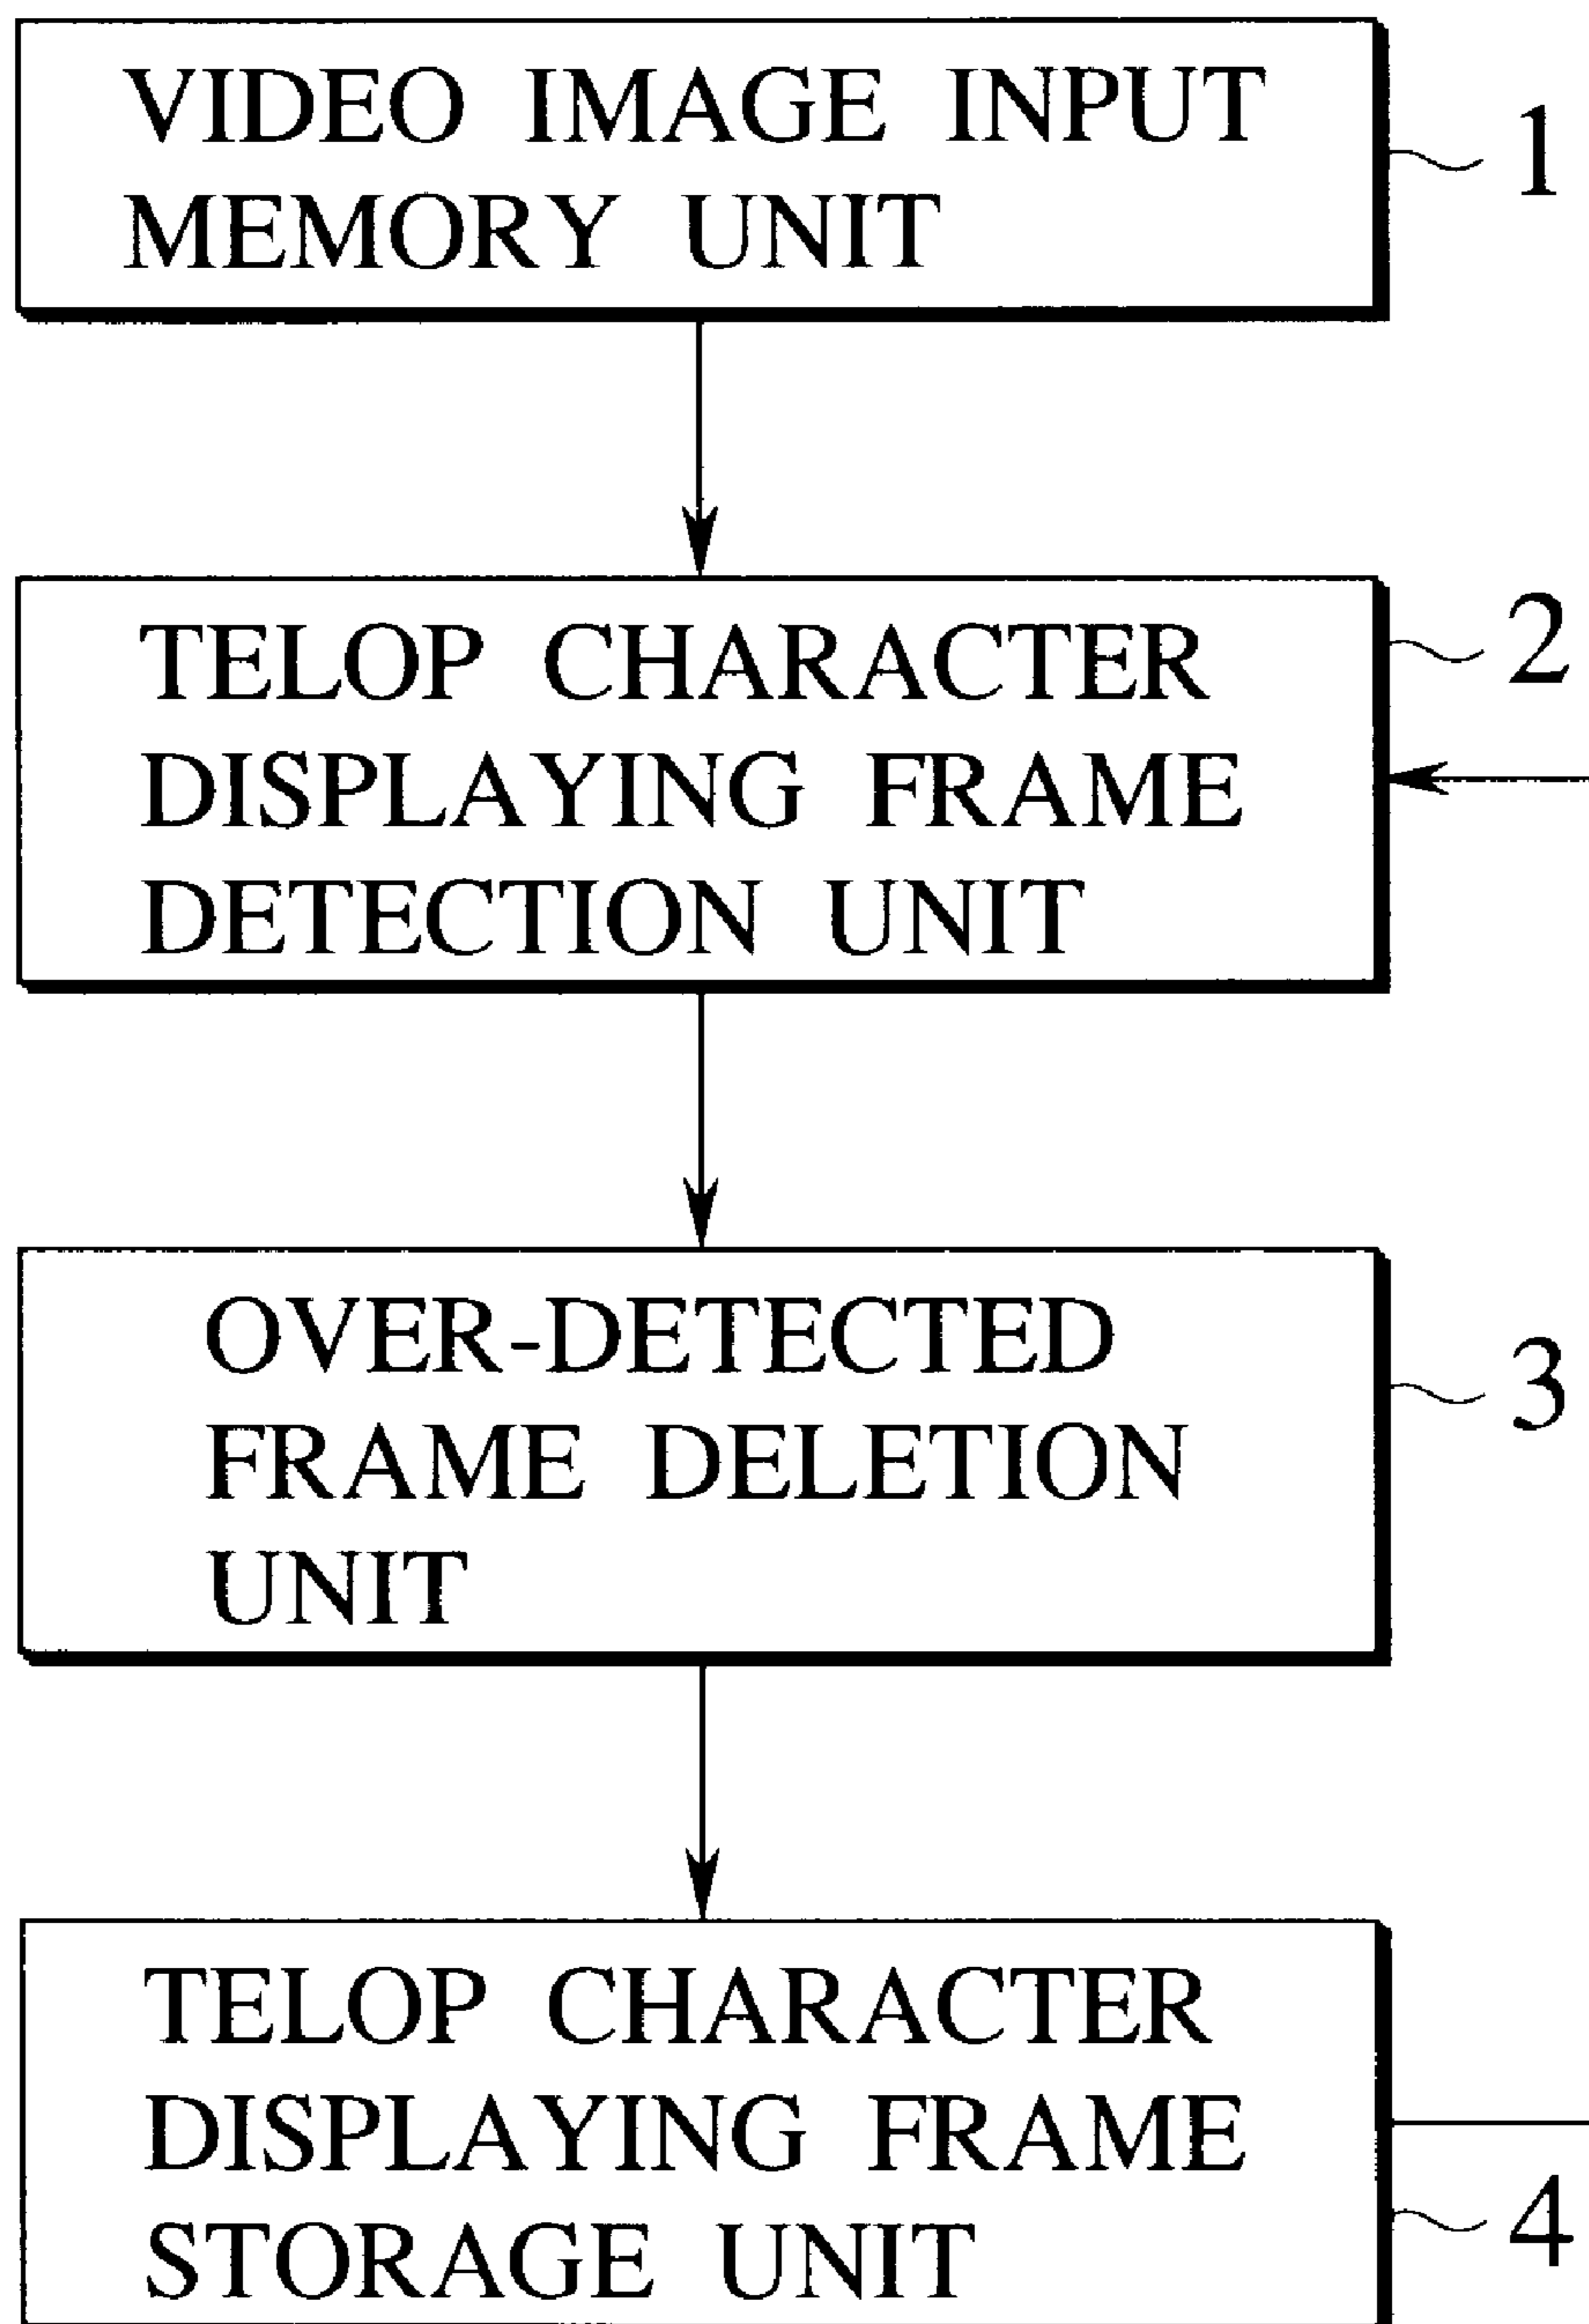 VIDEO IMAGE INPUT
MEMORY UNIT
1
TELOP CHARACTER
DISPLAYING FRAME
DETECTION UNIT
2
OVER-DETECTED
FRAME DELETION
UNIT
3
TELOP CHARACTER
DISPLAYING FRAME
STORAGE UNIT
4